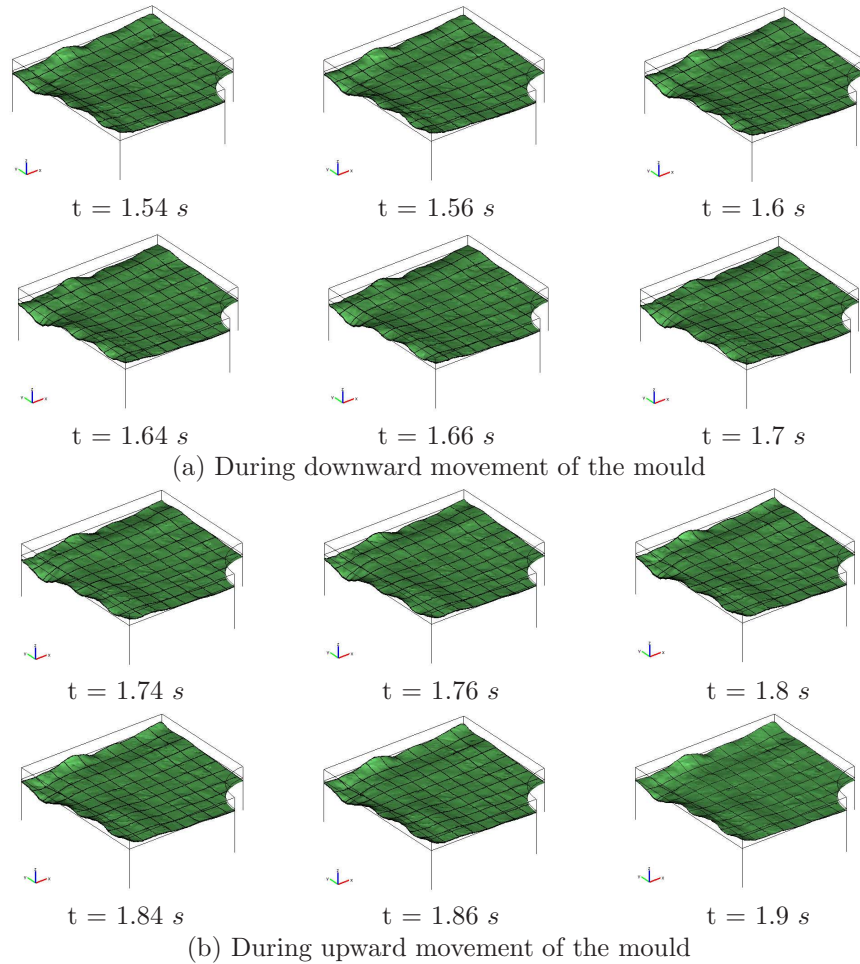 t = 1.54 s t = 1.56 s t = 1.6 s
t = 1.64 s t = 1.66 s t = 1.7 s
(a) During downward movement of the mould
t = 1.74 s t = 1.76 s t = 1.8 s
t = 1.84 s t = 1.86 s t = 1.9 s
(b) During upward movement of the mould